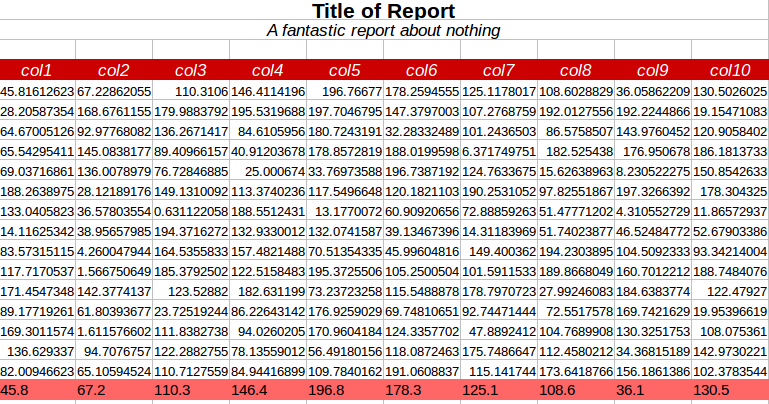 Title of Report
A fantastic report about nothing
col1 col2 col3 col4 col5 col6 col7 col8 col9 col10
45.81612623 67.22862055 110.3106 146.4114196 196.76677 178.2594555 125.1178017 108.6028829 36.05862209 130.5026025
28.20587354 168.6761155 179.9883792 195.5319688 197.7046795 147.3797003 107.2768759 192.0127556 192.2244866 19.15471083
64.67005126 92.97768082 136.2671417 84.6105956 180.7243191 32.28332489 101.2436503 86.5758507 143.9760452 120.9058402
65.54295411 145.0838177 89.40966157 40.91203678 178.8572819 188.0199598 6.371749751 182.525438 176.950678 186.1813733
69.03716861 136.0078979 76.72846885 25.000674 33.76973588 196.7387192 124.7633675 15.62638963 8.230522275 150.8542633
188.2638975 28.12189176 149.1310092 113.3740236 117.5496648 120.1821103 190.2531052 97.82551867 197.3266392 178.304325
133.0405823 36.57803554 0.631122058 188.5512431 13.1770072 60.90920656 72.88859263 51.47771202 4.310552729 11.86572937
14.11625342 38.95657985 194.3716272 132.9330012 132.0741587 39.13467396 14.31183969 51.74023877 46.52484772 52.67903386
83.57315115 4.260047944 164.5355833 157.4821488 70.51354335 45.99604816 149.400362 194.2303895 104.5092333 93.34214004
117.7170537 1.566750649 185.3792502 122.5158483 195.3725506 105.2500504 101.5911533 189.8668049 160.7012212 188.7484076
171.4547348 142.3774137 123.52882 182.631199 73.23723258 115.5488878 178.7970723 27.99246083 184.6383774 122.47927
89.17719261 61.80393677 23.72519244 86.22643142 176.9259029 69.74810651 92.74471444 72.5517578 169.7421629 19.95396619
169.3011574 1.611576602 111.8382738 94.0260205 170.9604184 124.3357702 47.8892412 104.7689908 130.3251753 108.075361
136.629337 94.7076757 122.2882755 78.13559012 56.49180156 118.0872463 175.7486647 112.4580212 34.36815189 142.9730221
82.00946623 65.10594524 110.7127559 84.94416899 109.7840162 191.0608837 115.141744 173.6418766 156.1861386 102.3783544
45.8 67.2 110.3 146.4 196.8 178.3 125.1 108.6 36.1 130.5